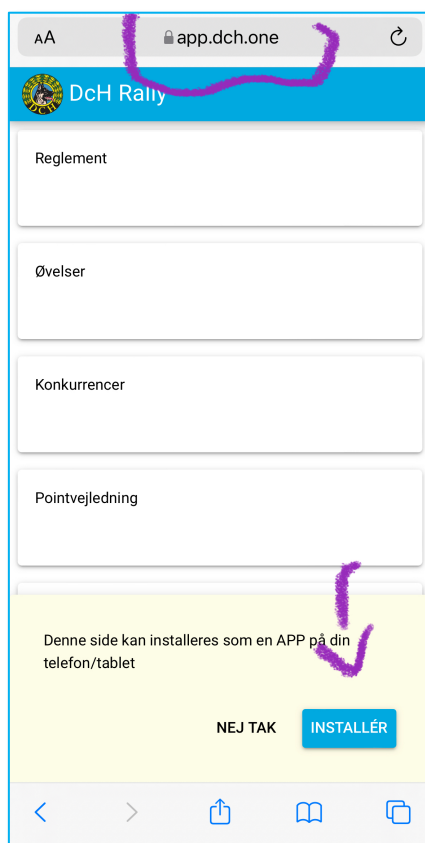 AA
app.dch.one
DCH
DcH Rally
Reglement
Øvelser
Konkurrencer
Pointvejledning
Denne side kan installeres som en APP på din
telefon/tablet
NEJ TAK
INSTALLÉR